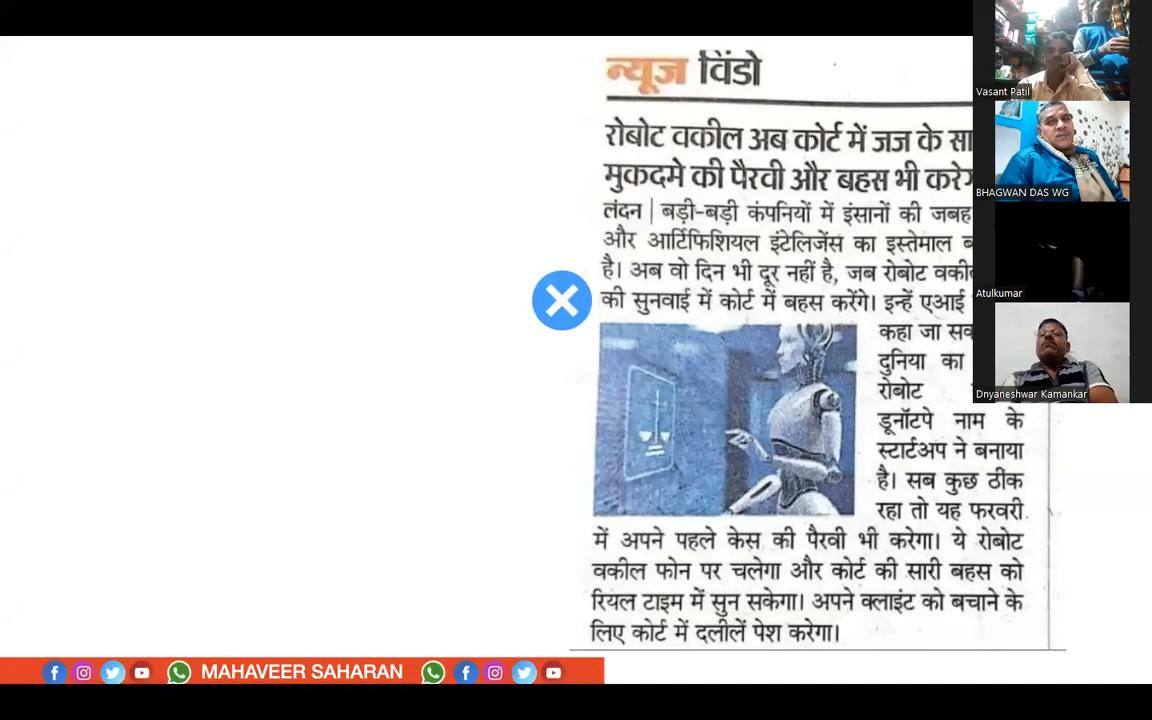 न्यूज विंडो
रोबोट वकील अब कोर्ट में जज के
मुकदमे की पैरवी और बहस भी
लंदन | बड़ी-बड़ी कंपनियों में इंसानों की
और आर्टिफिशियल इंटेलिजेंस का इस्तेमाल
है। अब वो दिन भी दूर नहीं है, जब रोबोट
की सुनवाई में कोर्ट में बहस करेंगे। इन्हें एआई
कहा जा
दुनिया का
रोबोट
डूनॉटपे नाम के
स्टार्टअप ने बनाया
है। सब कुछ ठीक
रहा तो यह फरवरी
में अपने पहले केस की पैरवी भी करेगा। ये रोबोट
वकील फोन पर चलेगा और कोर्ट की सारी बहस को
रियल टाइम में सुन सकेगा। अपने क्लाइंट को बचाने के
लिए कोर्ट में दलीलें पेश करेगा।
MAHAVEER SAHARAN
Vasant Patil
BHAGWAN DAS WG
Atulkumar
Dnyaneshwar Kamankar